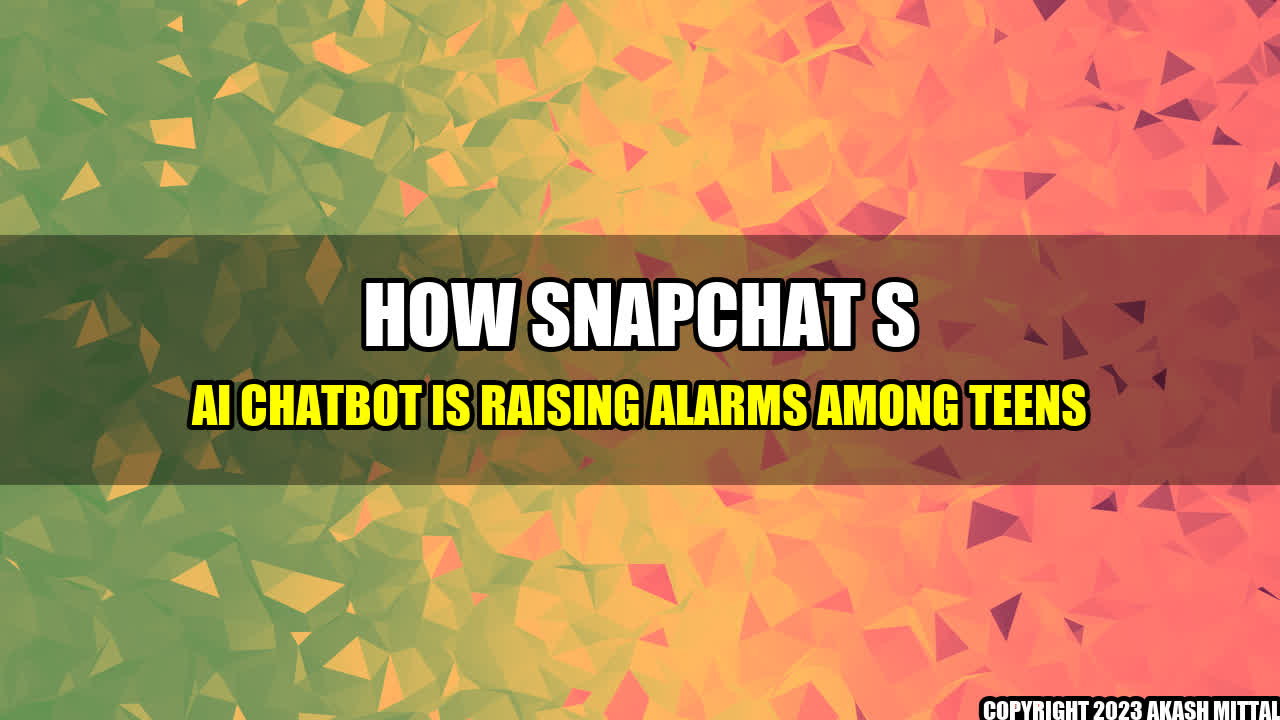 HOW SNAPCHAT S
AI CHATBOT IS RAISING ALARMS AMONG TEENS
COPYRIGHT 2023 AKASH MITTAL